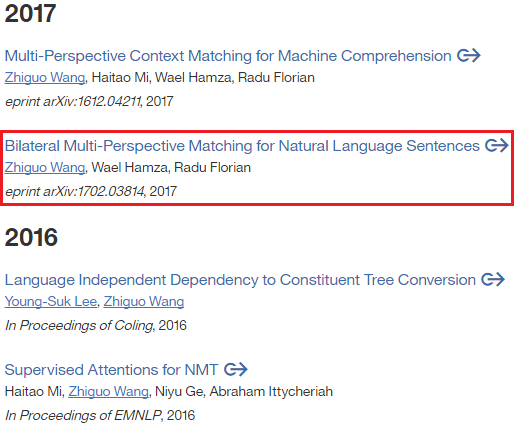 2017
Multi-Perspective Context Matching for Machine Comprehension
Zhiguo Wang, Haitao Mi, Wael Hamza, Radu Florian
eprint arXiv:1612.04211, 2017
Bilateral Multi-Perspective Matching for Natural Language Sentences
Zhiguo Wang, Wael Hamza, Radu Florian
eprint arXiv:1702.03814, 2017
2016
Language Independent Dependency to Constituent Tree Conversion
Young-Suk Lee, Zhiguo Wang
In Proceedings of Coling, 2016
Supervised Attentions for NMT
Haitao Mi, Zhiguo Wang, Niyu Ge, Abraham Ittycheriah
In Proceedings of EMNLP, 2016